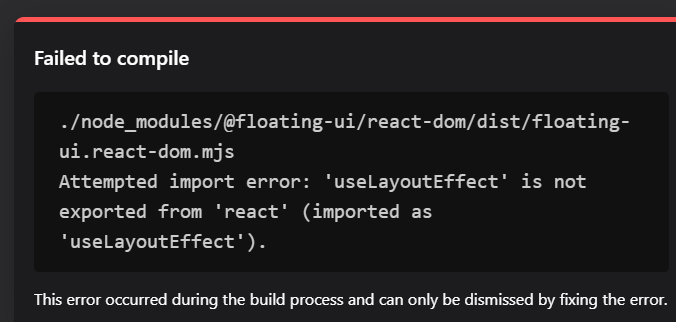 Failed to compile
./node_modules/@floating-ui/react-dom/dist/floating-
ui.react-dom.mjs
Attempted import error: 'useLayoutEffect' is not
exported from 'react' (imported as
'useLayoutEffect').
This error occurred during the build process and can only be dismissed by fixing the error.